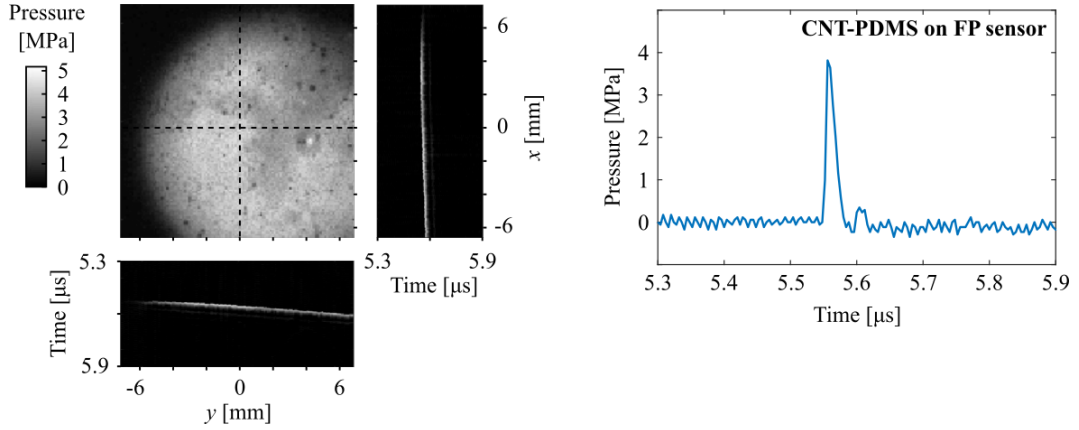 Pressure
[MPa]
5
4
3
2
1
0
6
0
-6
x [mm]
5.3 5.9
Time [μs]
5.3
5.9
Time [μs]
-6 0 6
y [mm]
CNT-PDMS on FP sensor
5
4
3
2
1
0
-1
Pressure [MPa]
5.3 5.4 5.5 5.6 5.7 5.8 5.9
Time [μs]